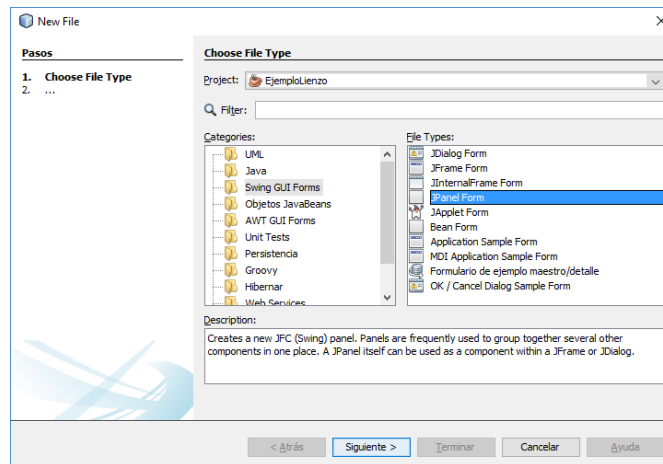 New File
Pasos
1. Choose File Type
2. ...
Choose File Type
Project: EjemploLienzo
Filter:
Categories:
UML
Java
Swing GUI Forms
Objetos JavaBeans
AWT GUI Forms
Unit Tests
Persistencia
Groovy
Hibernar
Web Services
File Types:
JDialog Form
JFrame Form
JInternalFrame Form
JPanel Form
JApplet Form
Bean Form
Application Sample Form
MDI Application Sample Form
Formulario de ejemplo maestro/detalle
OK / Cancel Dialog Sample Form
Description:
Creates a new JFC (Swing) panel. Panels are frequently used to group together several other
components in one place. A JPanel itself can be used as a component within a JFrame or JDialog.
< Atrás
Siguiente >
Terminar
Cancelar
Ayuda